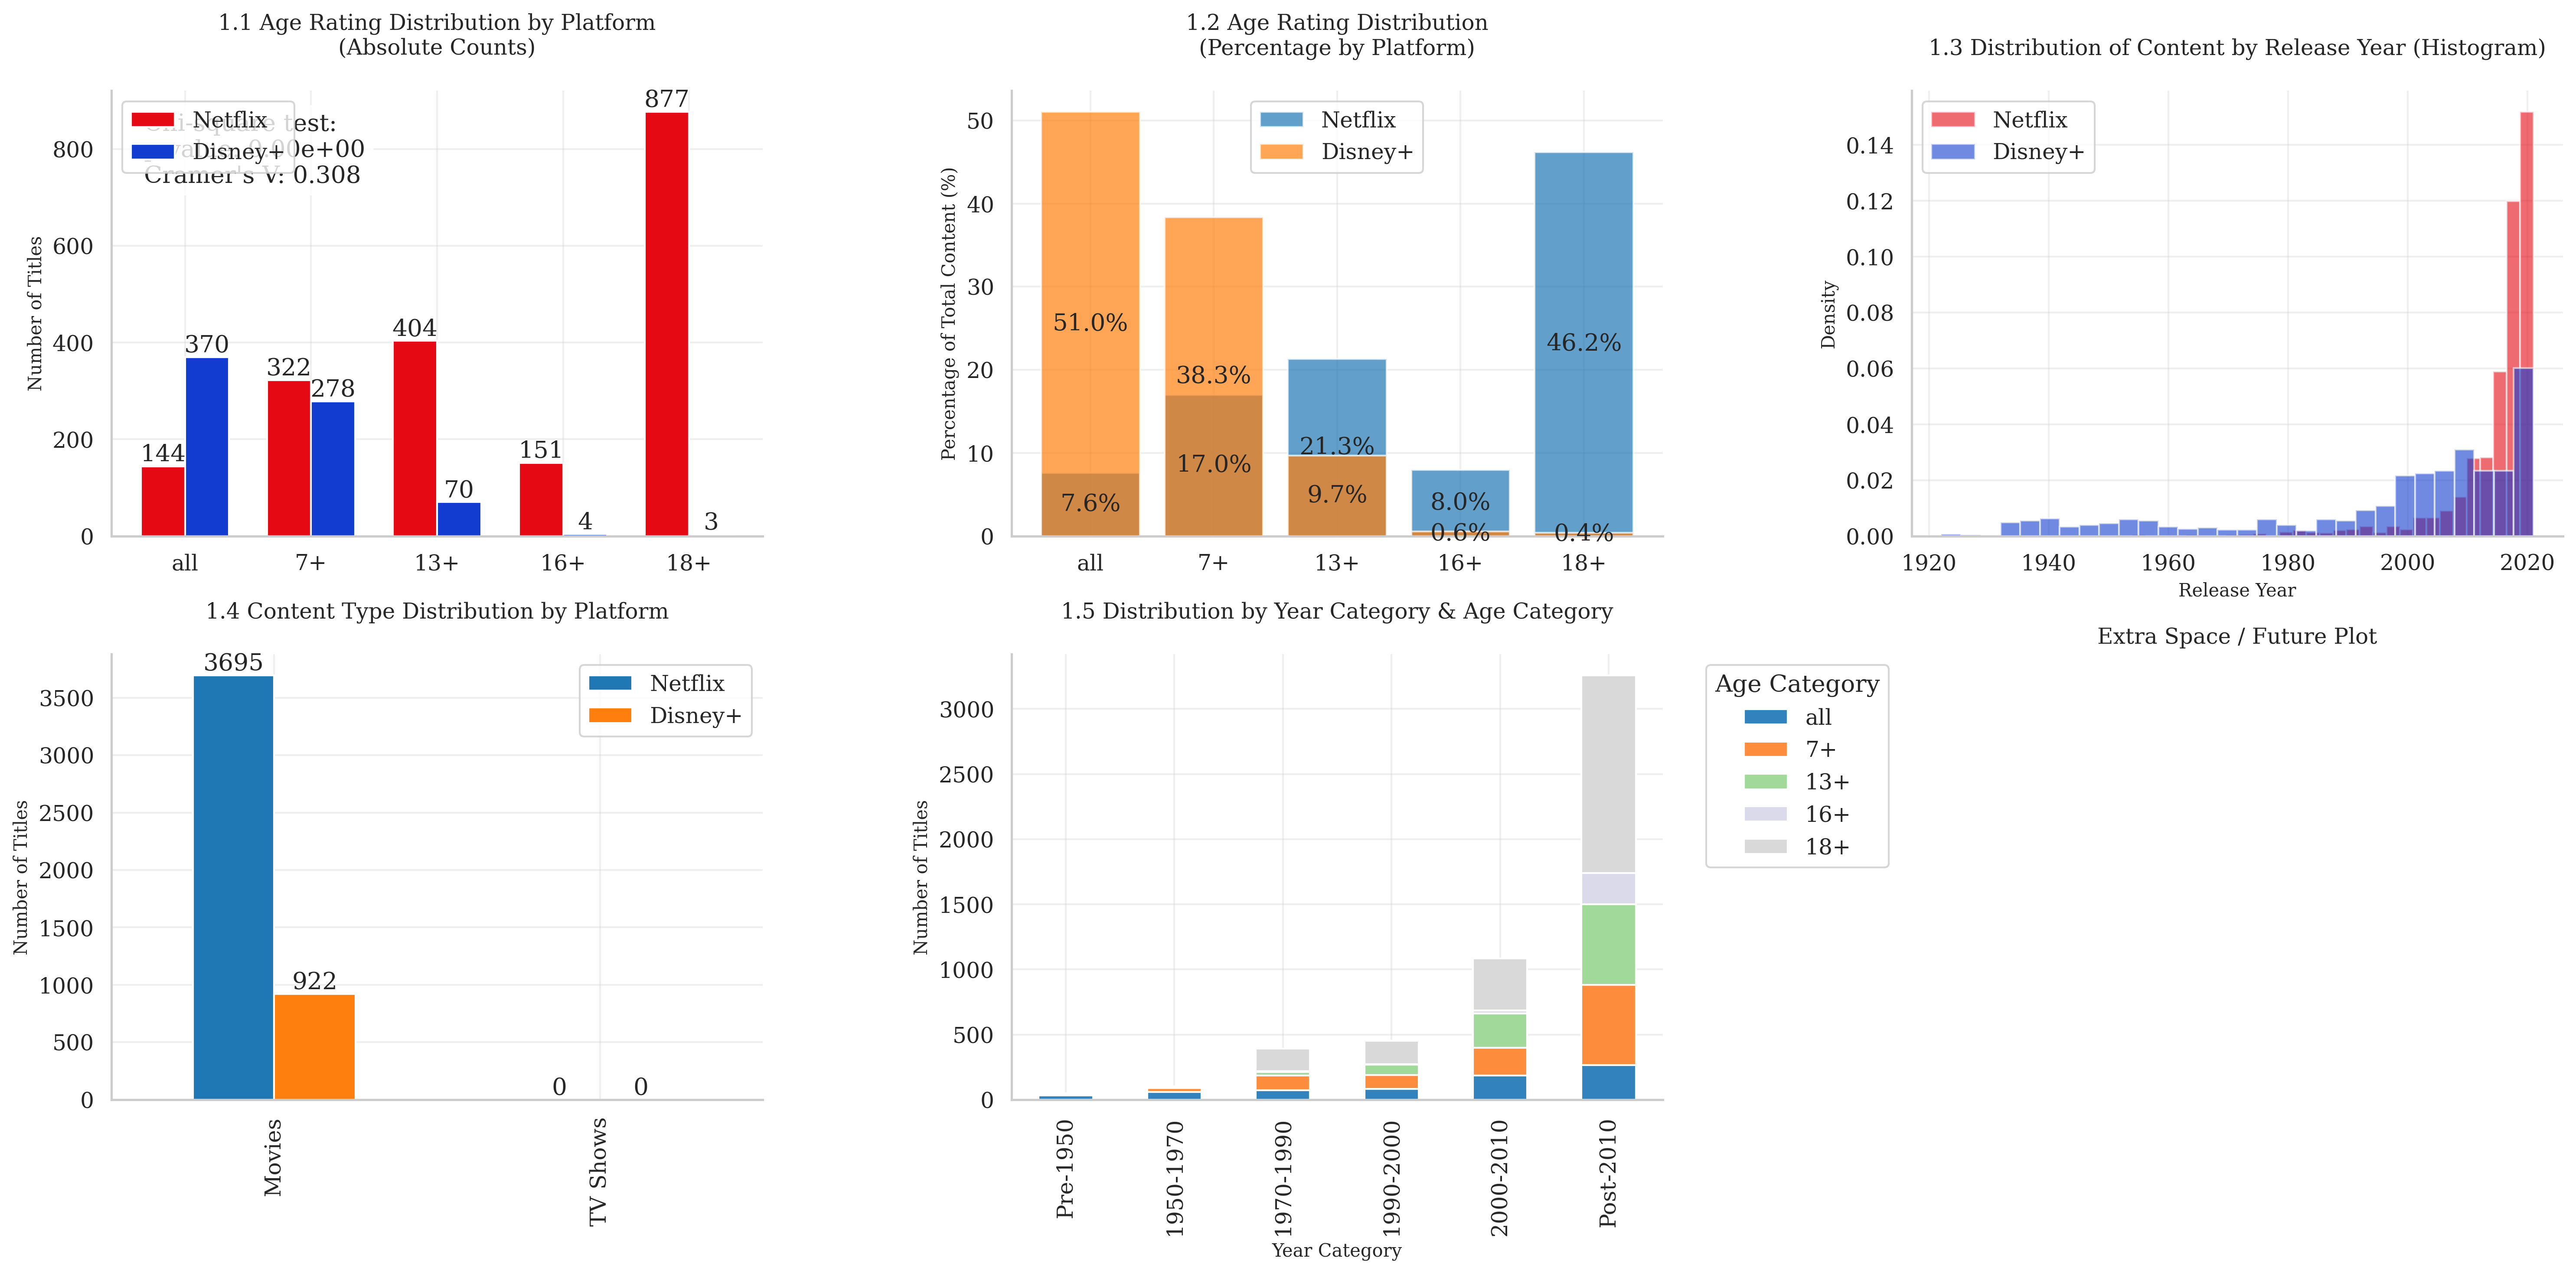 1.1 Age Rating Distribution by Platform
(Absolute Counts)
Number of Titles
800
600
400
200
0
Netflix
Disney+
test:
0.00e+00
Cramer's V: 0.308
144
370
322
278
404
70
151
4
877
3
all
7+
13+
16+
18+
1.2 Age Rating Distribution
(Percentage by Platform)
Percentage of Total Content (%)
50
40
30
20
10
0
Netflix
Disney+
51.0%
7.6%
38.3%
17.0%
21.3%
9.7%
8.0%
0.6%
46.2%
0.4%
all
7+
13+
16+
18+
1.3 Distribution of Content by Release Year (Histogram)
Density
0.14
0.12
0.10
0.08
0.06
0.04
0.02
0.00
Netflix
Disney+
1920
1940
1960
1980
2000
2020
Release Year
1.4 Content Type Distribution by Platform
Number of Titles
3500
3000
2500
2000
1500
1000
500
0
3695
922
0
0
Netflix
Disney+
Movies
TV Shows
1.5 Distribution by Year Category & Age Category
Number of Titles
3000
2500
2000
1500
1000
500
0
Pre-1950
1950-1970
1970-1990
1990-2000
2000-2010
Post-2010
Year Category
Age Category
all
7+
13+
16+
18+
Extra Space / Future Plot